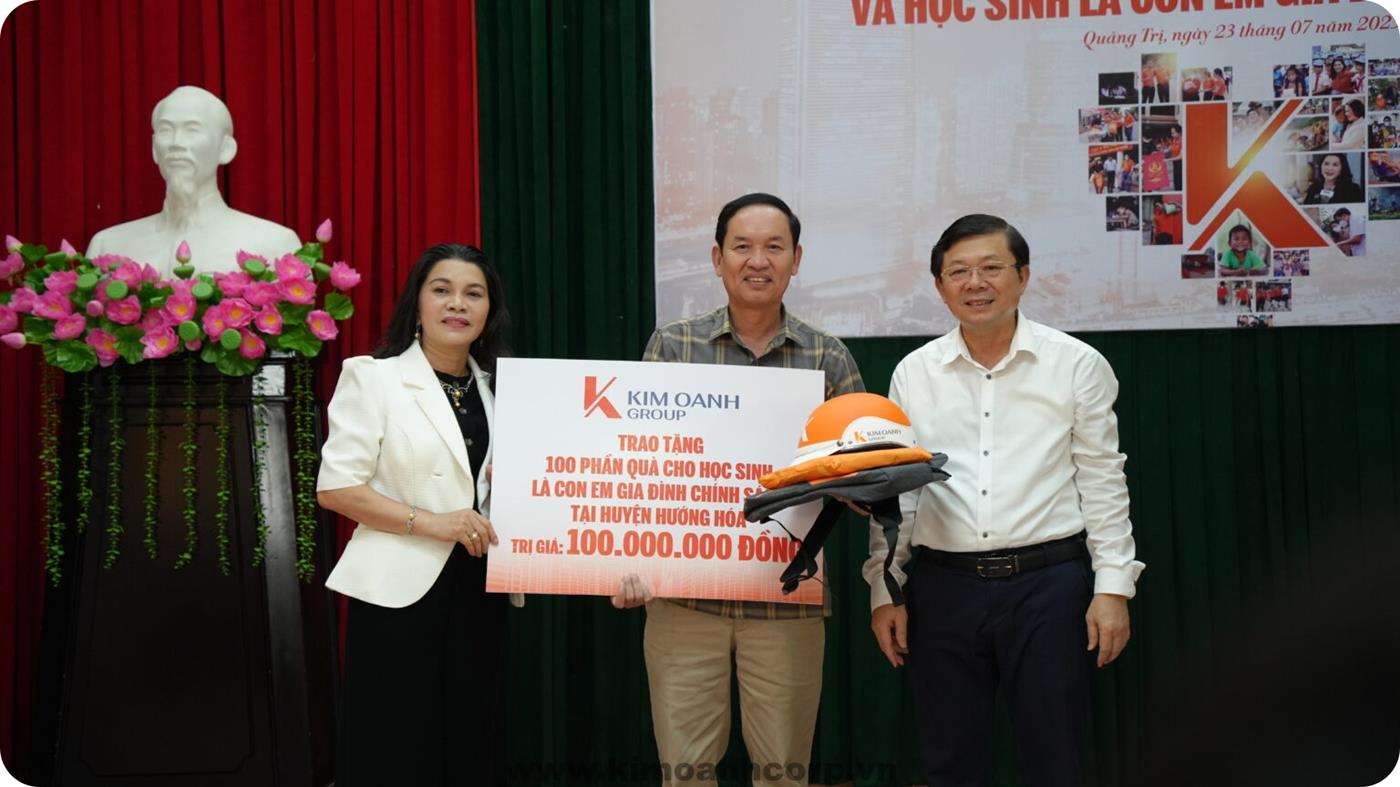 VÀ HỌC SINH LÀ CON EM GIA
Quảng Trị, ngày 23 tháng 07 năm
KIM OANH
GROUP
TRAO TẶNG
100 PHẦN QUÀ CHO HỌC SINH
LÀ CON EM GIA ĐÌNH CHÍNH
TẠI HUYỆN HƯỚNG HÓA
TRỊ GIÁ: 100.000.000 ĐỒNG
KIM OANH
GROUP
www.kimoanhcorp.vn